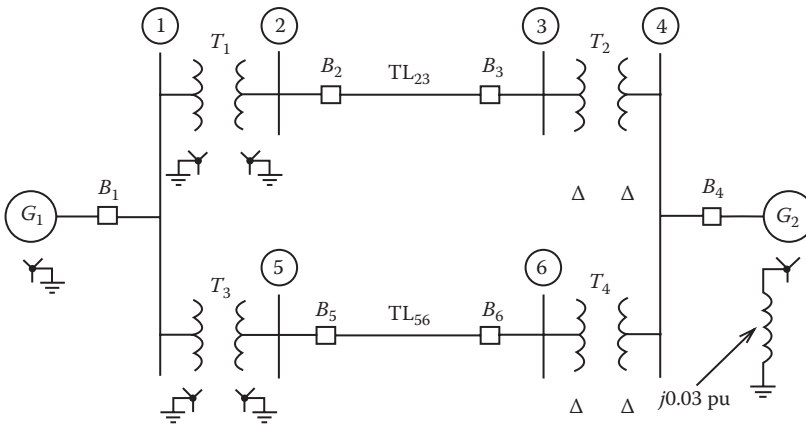 1 T1 2 3 T2 4
B2 TL23 B3
G1 B1 Δ Δ B4 G2
5 6
T3 T4
B5 TL56 B6
j0.03 pu
Δ Δ